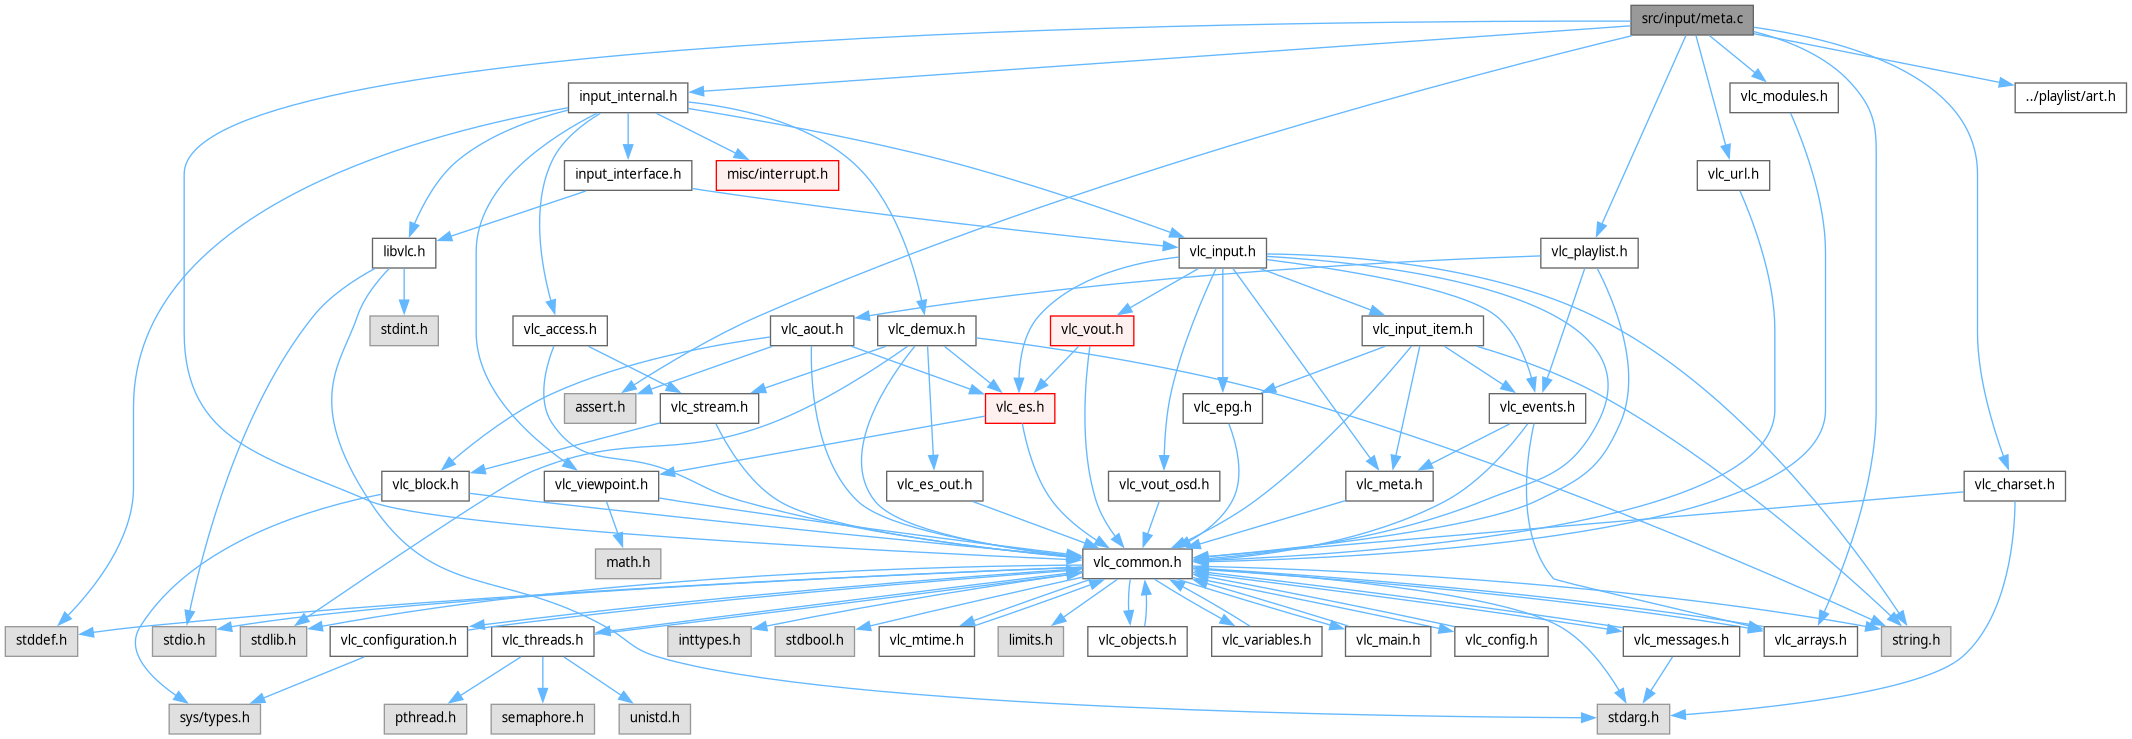 src/input/meta.c
input_internal.h
vlc_modules.h
../playlist/art.h
input_interface.h
misc/interrupt.h
vlc_url.h
libvlc.h
vlc_input.h
vlc_playlist.h
stdint.h
vlc_access.h
vlc_aout.h
vlc_demux.h
vlc_vout.h
vlc_input_item.h
assert.h
vlc_stream.h
vlc_es.h
vlc_epg.h
vlc_events.h
vlc_block.h
vlc_viewpoint.h
vlc_es_out.h
vlc_vout_osd.h
vlc_meta.h
vlc_charset.h
math.h
vlc_common.h
stddef.h
stdio.h
stdlib.h
vlc_configuration.h
vlc_threads.h
inttypes.h
stdbool.h
vlc_mtime.h
limits.h
vlc_objects.h
vlc_variables.h
vlc_main.h
vlc_config.h
vlc_messages.h
vlc_arrays.h
string.h
sys/types.h
pthread.h
semaphore.h
unistd.h
stdarg.h